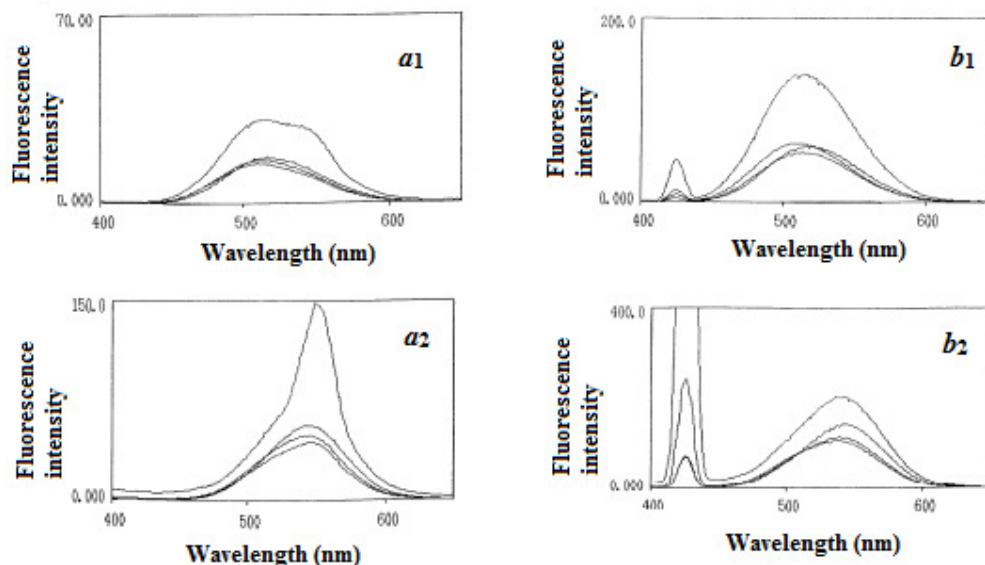 70.00
a1
Fluorescence
intensity
0.000
400
500
600
Wavelength (nm)
200.0
b1
Fluorescence
intensity
0.000
400
500
600
Wavelength (nm)
150.0
a2
Fluorescence
intensity
0.000
400
500
600
Wavelength (nm)
400.0
b2
Fluorescence
intensity
0.000
400
500
600
Wavelength (nm)